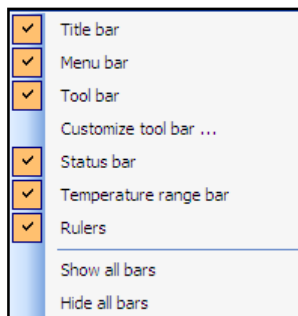 Title bar
Menu bar
Tool bar
Customize tool bar ...
Status bar
Temperature range bar
Rulers
Show all bars
Hide all bars